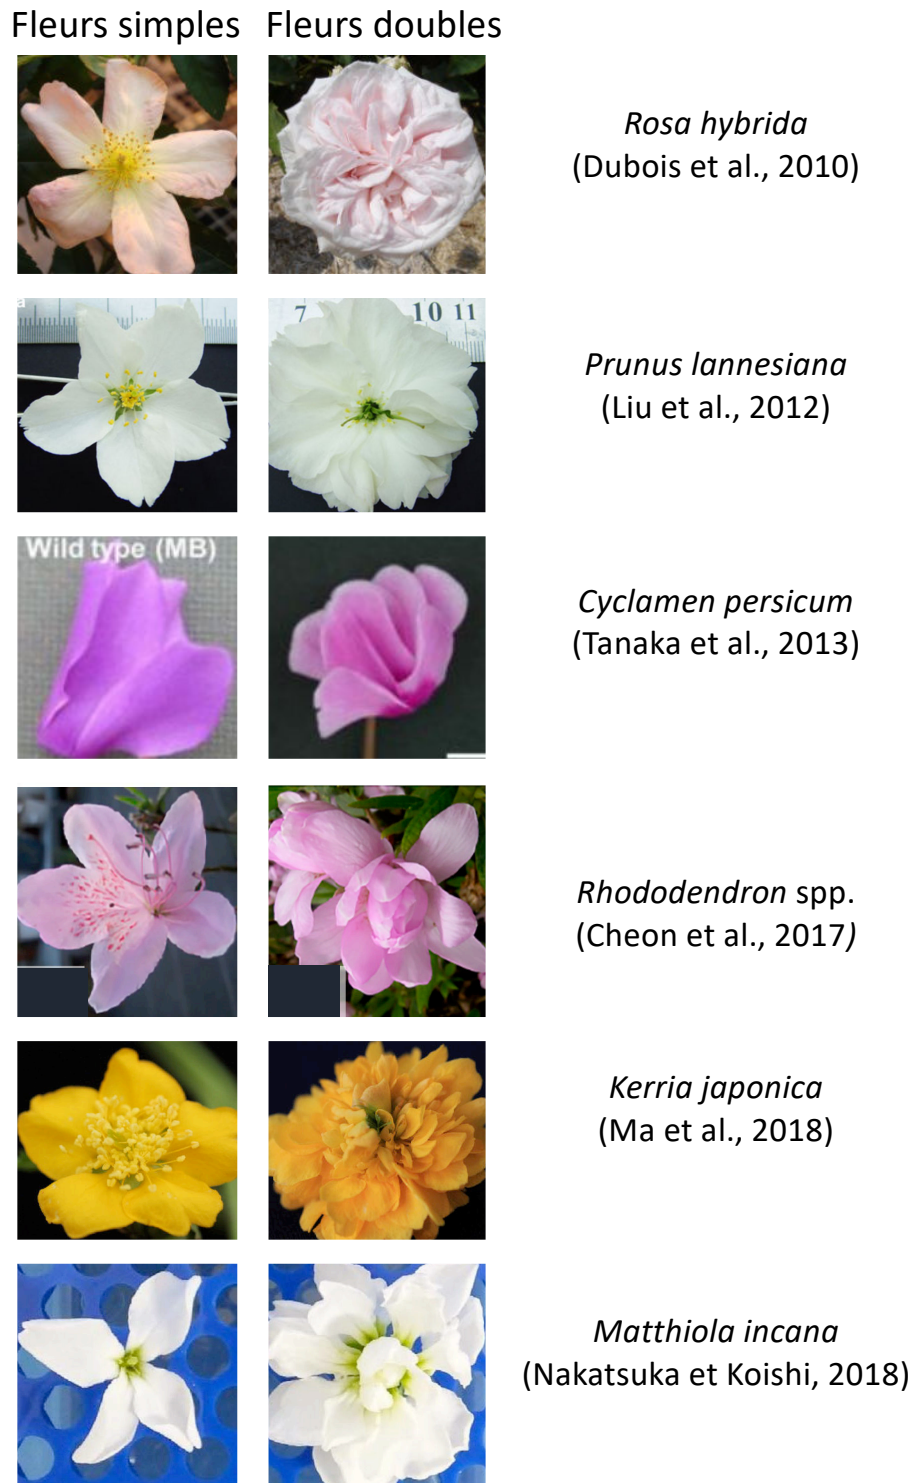 Fleurs simples Fleurs doubles
Rosa hybrida
(Dubois et al., 2010)
a
7 10 11
Prunus lannesiana
(Liu et al., 2012)
Wild type (MB)
Cyclamen persicum
(Tanaka et al., 2013)
Rhododendron spp.
(Cheon et al., 2017)
Kerria japonica
(Ma et al., 2018)
Matthiola incana
(Nakatsuka et Koishi, 2018)